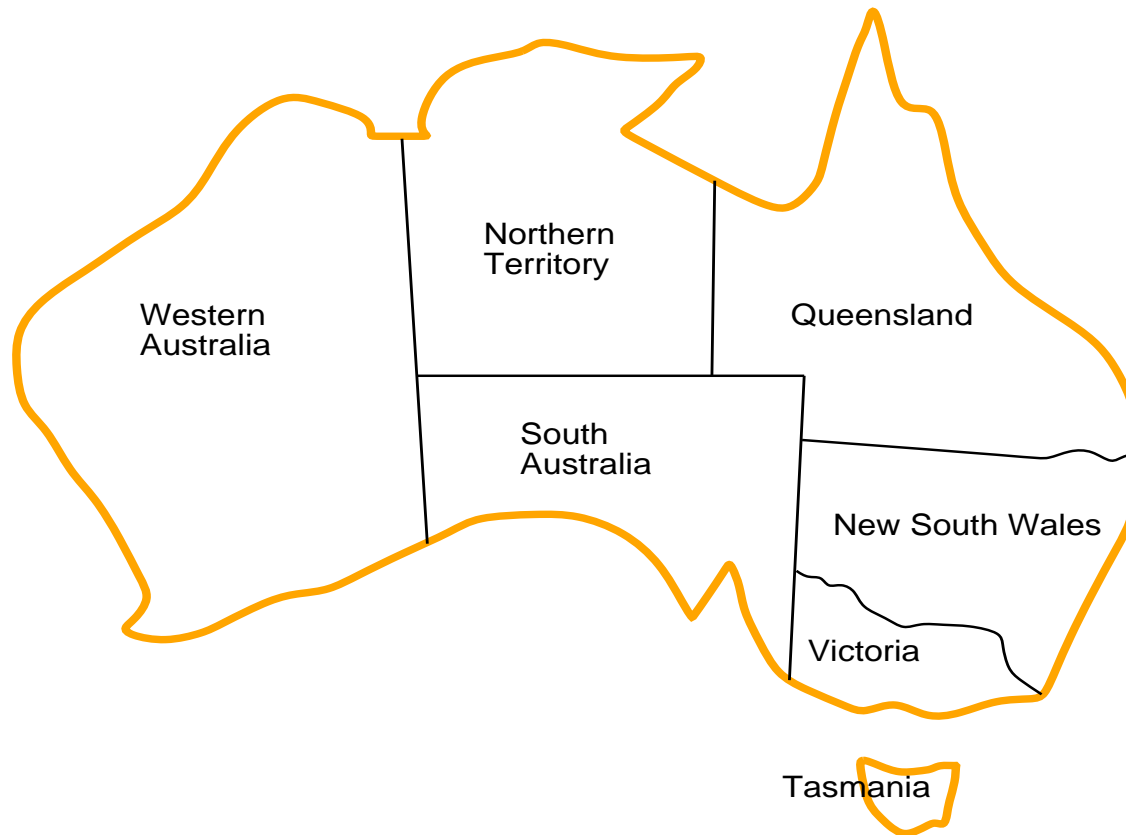 Northern
Territory
Western
Australia
Queensland
South
Australia
New South Wales
Victoria
Tasmania